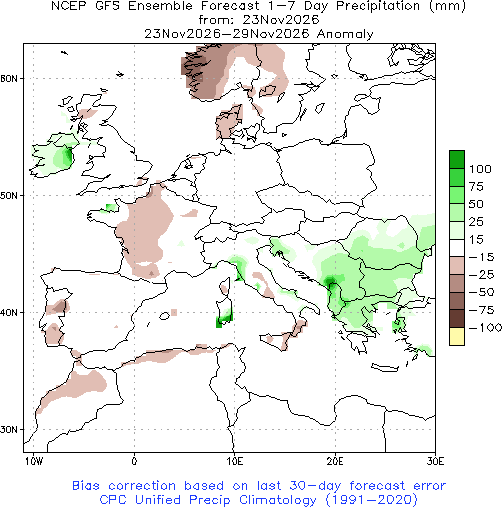 NCEP GFS Ensemble Forecast 1–7 Day Precipitation (mm)
from: 23Nov2026
23Nov2026–29Nov2026 Anomaly
60N
50N
40N
30N
10W
0
10E
20E
30E
100
75
50
25
15
−15
−25
−50
−75
−100
Bias correction based on last 30–day forecast error
CPC Unified Precip Climatology (1991–2020)